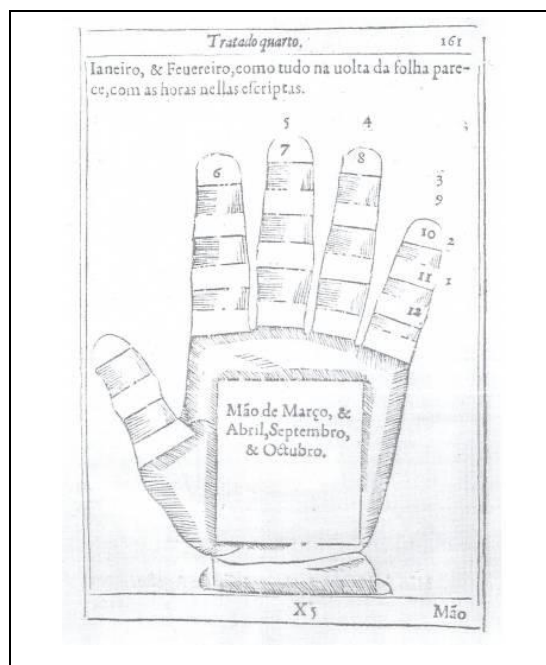 Tratado quarto. 161
Ianeiro, & Feuereiro, como tudo na uolta da folha pare-
ce, com as horas nellas escriptas.
5 4
6 7 8
3
9
10 2
11 1
12
Mão de Março, &
Abril, Septembro,
& Octubro.
X5 Mão